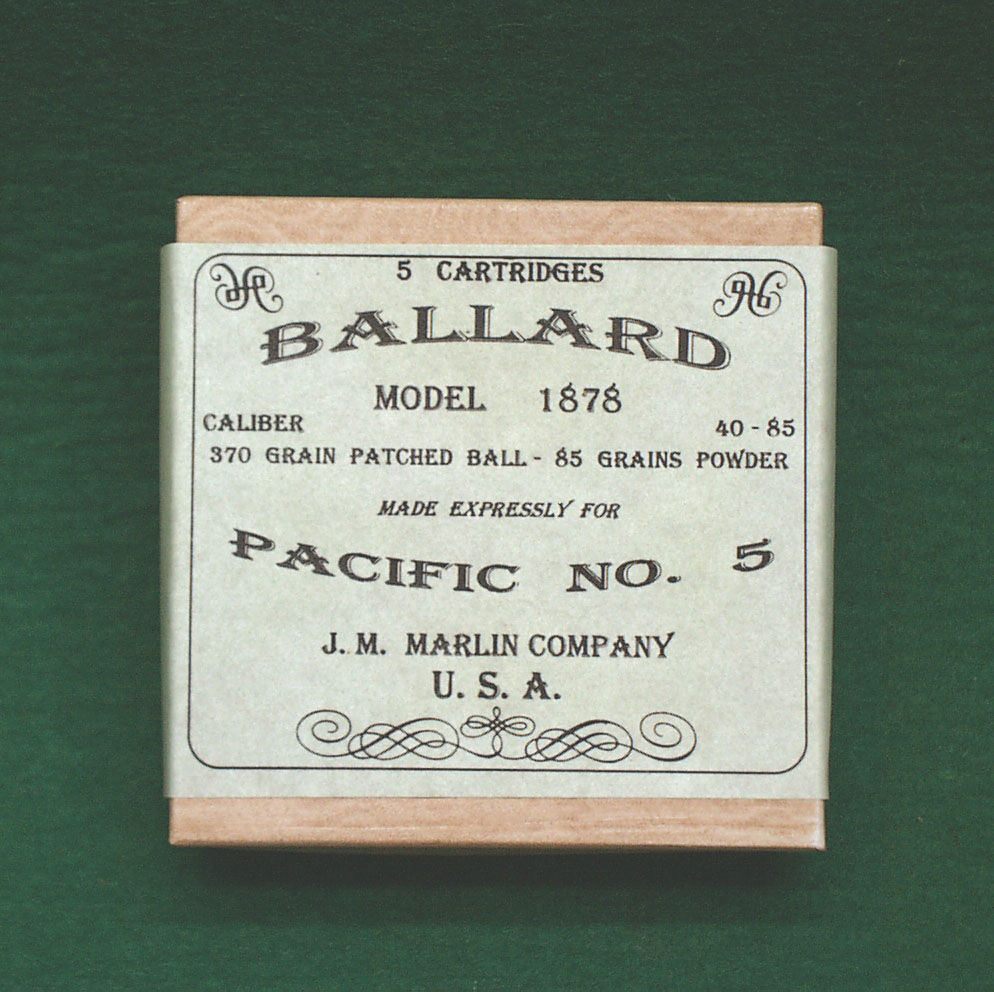 5 CARTRIDGES
BALLARD
MODEL 1878
CALIBER 40 - 85
370 GRAIN PATCHED BALL - 85 GRAINS POWDER
MADE EXPRESSLY FOR
PACIFIC NO. 5
J. M. MARLIN COMPANY
U. S. A.